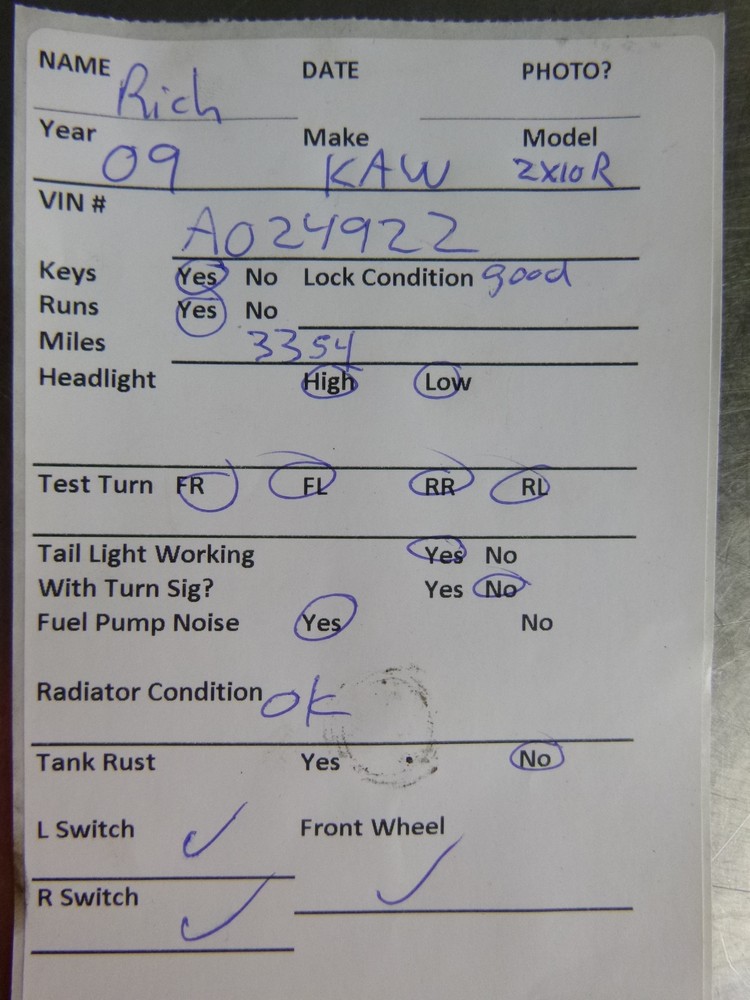 NAME Rich DATE PHOTO?
Year 09 Make KAW Model ZX10R
VIN # A024922
Keys Yes No Lock Condition good
Runs Yes No
Miles 3354
Headlight High Low
Test Turn FR FL RR RL
Tail Light Working Yes No
With Turn Sig? Yes No
Fuel Pump Noise Yes No
Radiator Condition OK
Tank Rust Yes No
L Switch ✓ Front Wheel ✓
R Switch ✓